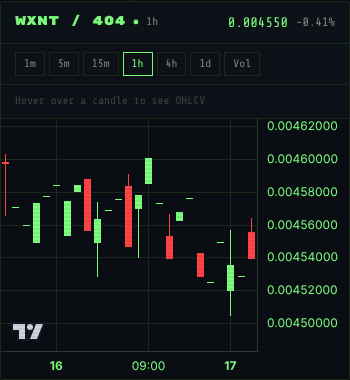 WXNT / 404 • 1h 0.004550 -0.41%
1m 5m 15m 1h 4h 1d Vol
Hover over a candle to see OHLCV
0.00462000
0.00460000
0.00458000
0.00456000
0.00454000
0.00452000
0.00450000
16 09:00 17